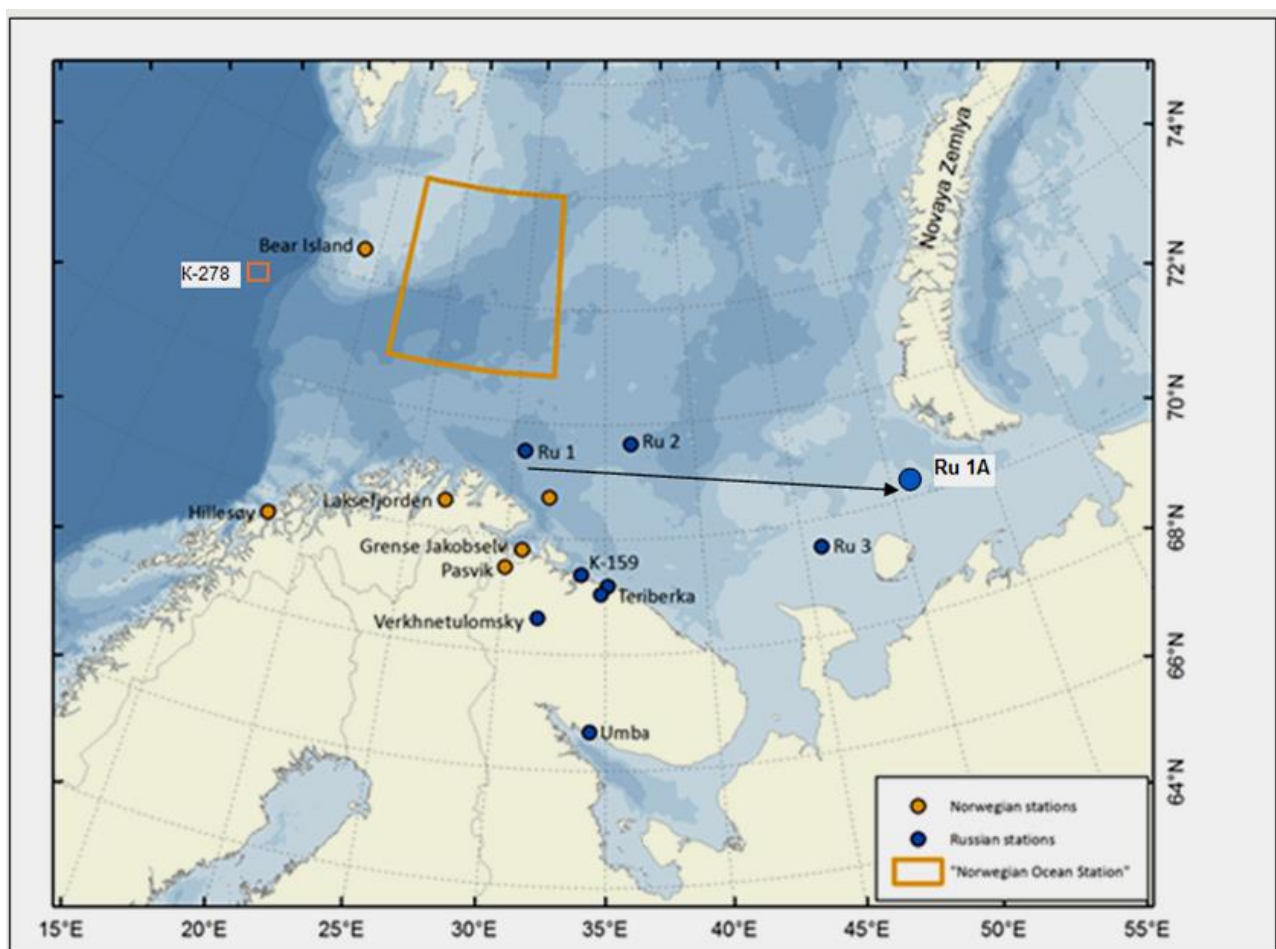 74°N
Novaya Zemlya
Bear Island
K-278
72°N
70°N
Ru 1
Ru 2
Ru 1A
Laksefjorden
Hillesøy
68°N
Grense Jakobselv
Ru 3
Pasvik
K-159
Teriberka
Verkhnetulomsky
66°N
Umba
64°N
Norwegian stations
Russian stations
"Norwegian Ocean Station"
15°E 20°E 25°E 30°E 35°E 40°E 45°E 50°E 55°E